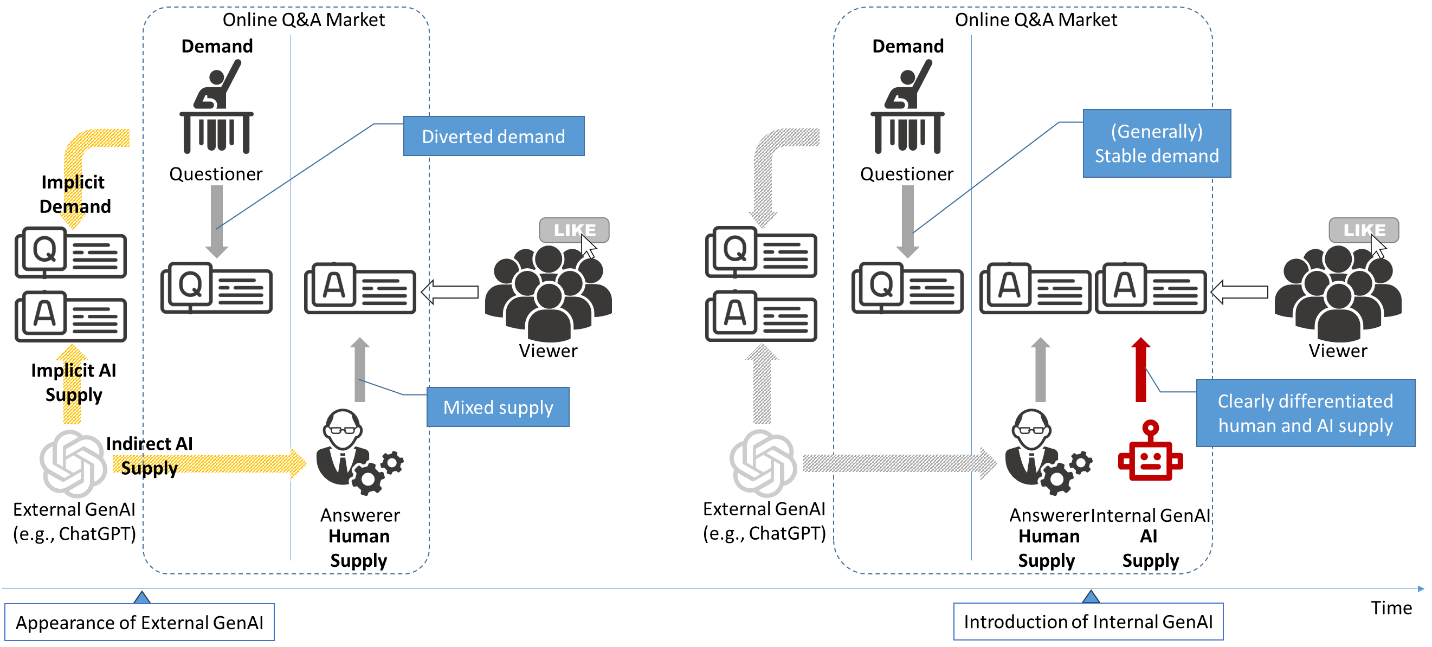 Online Q&A Market
Demand
Questioner
Diverted demand
Implicit
Demand
Q
A
Q
A
LIKE
Viewer
Implicit AI
Supply
Mixed supply
Indirect AI
Supply
External GenAI
(e.g., ChatGPT)
Answerer
Human
Supply
Appearance of External GenAI
Online Q&A Market
Demand
Questioner
(Generally)
Stable demand
Q
A
Q
A
A
LIKE
Viewer
Clearly differentiated
human and AI supply
External GenAI
(e.g., ChatGPT)
Answerer
Human
Supply
Internal GenAI
AI
Supply
Introduction of Internal GenAI
Time